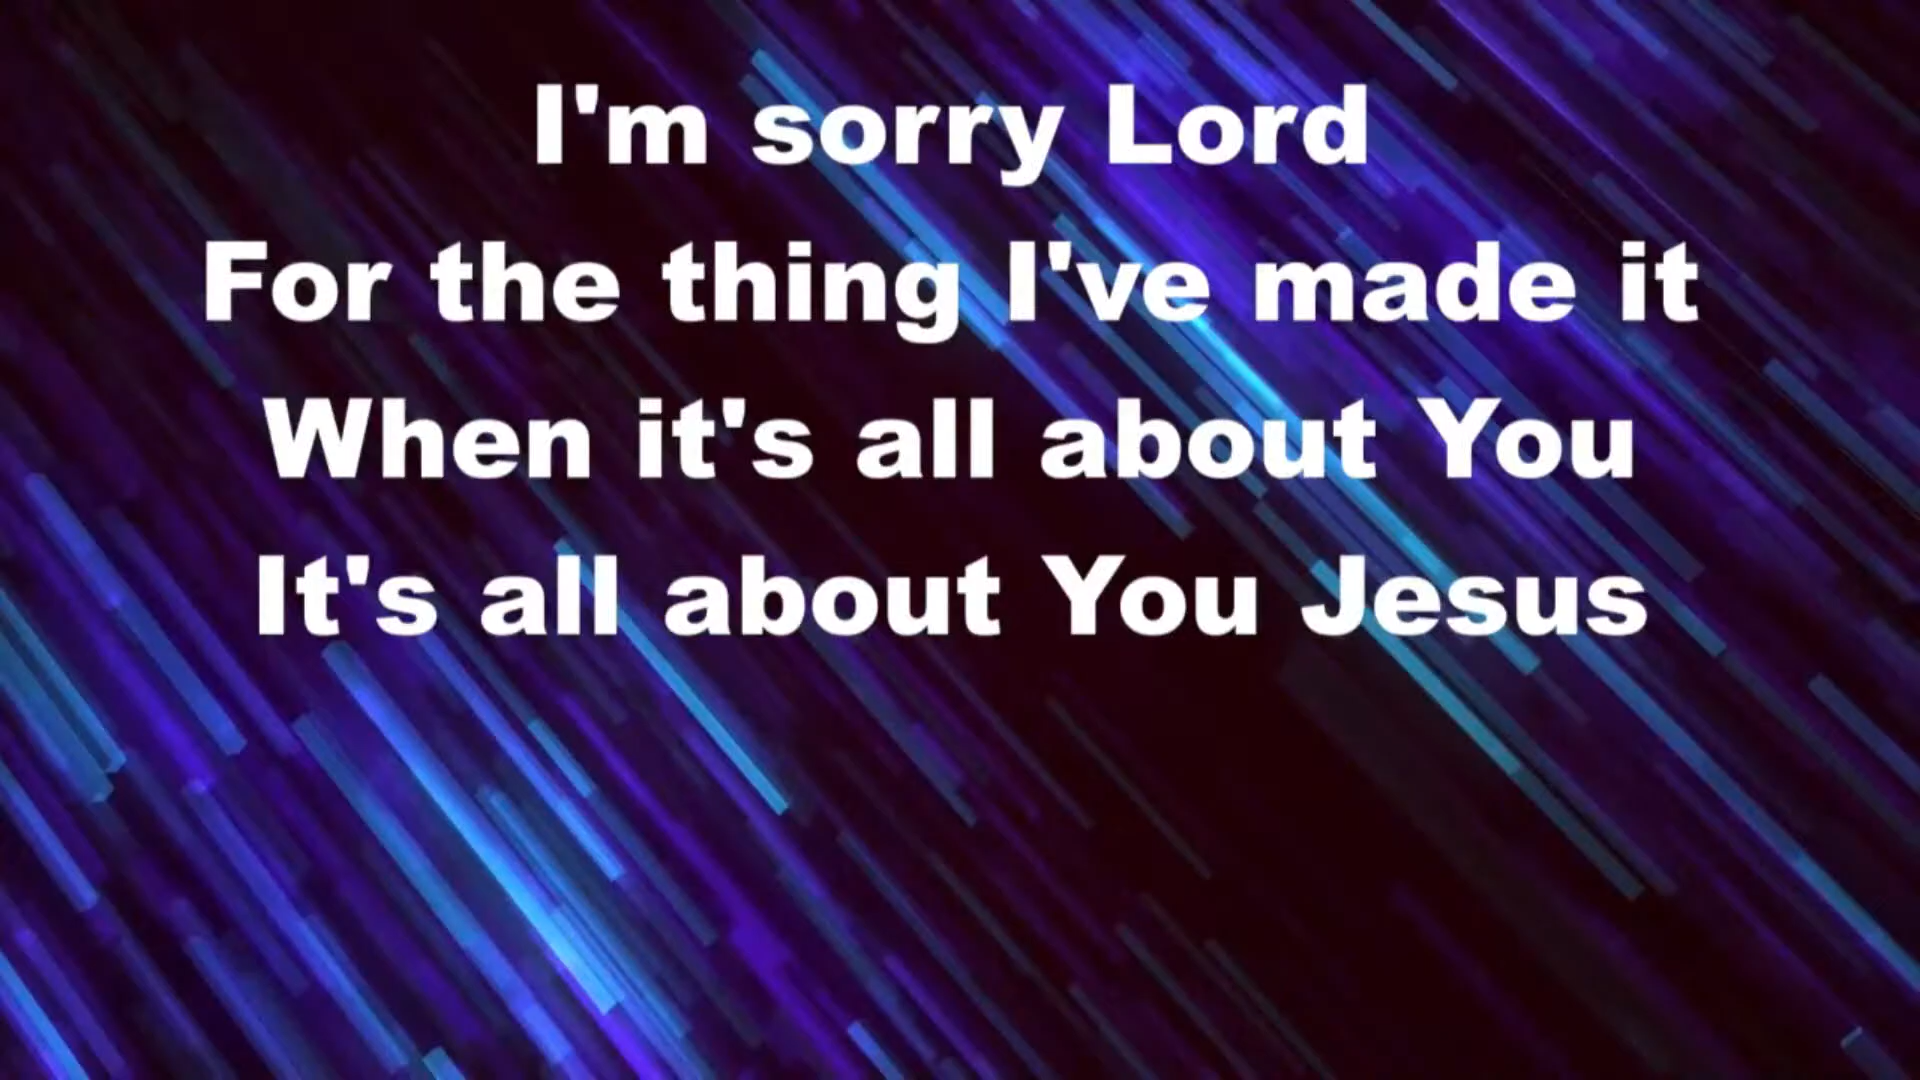 I'm sorry Lord
For the thing I've made it
When it's all about You
It's all about You Jesus